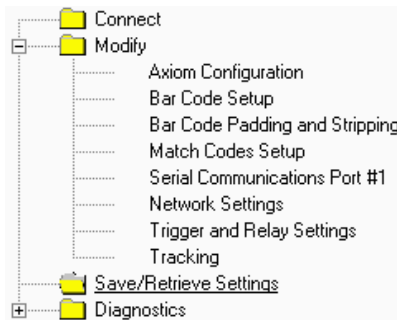 Connect
Modify
Axiom Configuration
Bar Code Setup
Bar Code Padding and Stripping
Match Codes Setup
Serial Communications Port #1
Network Settings
Trigger and Relay Settings
Tracking
Save/Retrieve Settings
Diagnostics